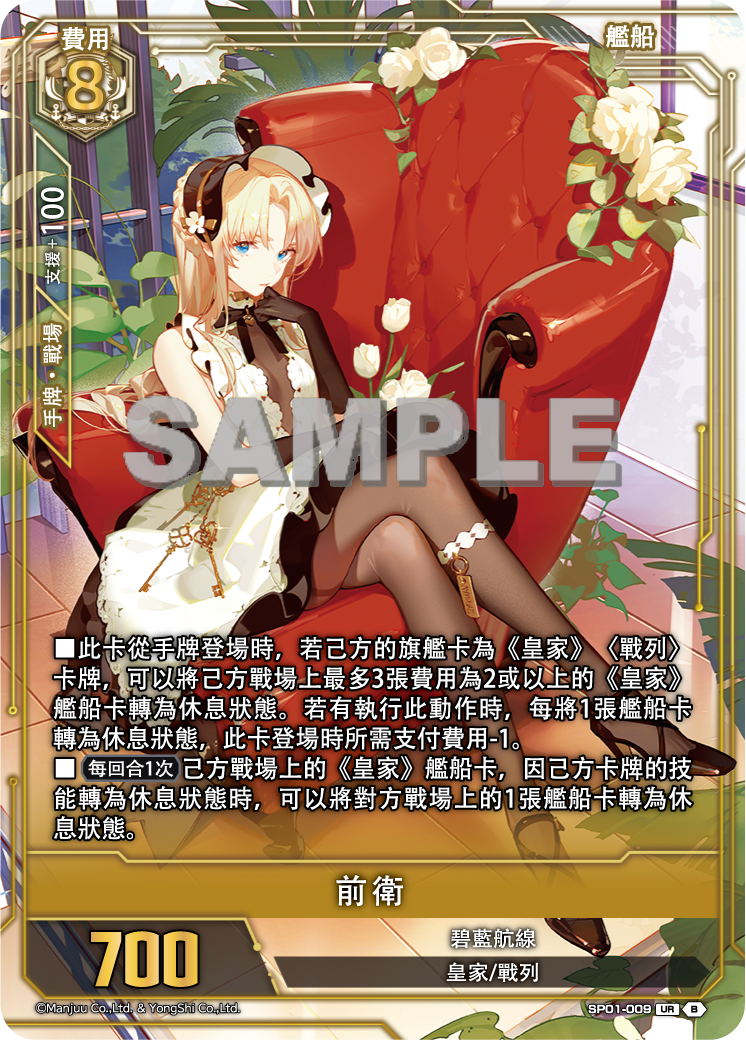 費用
8
艦船
支援+100
手牌・戰場
SAMPLE
■此卡從手牌登場時，若己方的旗艦卡為《皇家》〈戰列〉
卡牌，可以將己方戰場上最多3張費用為2或以上的《皇家》
艦船卡轉為休息狀態。若有執行此動作時，每將1張艦船卡
轉為休息狀態，此卡登場時所需支付費用-1。
■ 每回合1次 己方戰場上的《皇家》艦船卡，因己方卡牌的技
能轉為休息狀態時，可以將對方戰場上的1張艦船卡轉為休
息狀態。
前衛
700
碧藍航線
皇家/戰列
©Manjuu Co.,Ltd. & YongShi Co.,Ltd.
SP01-009 UR B